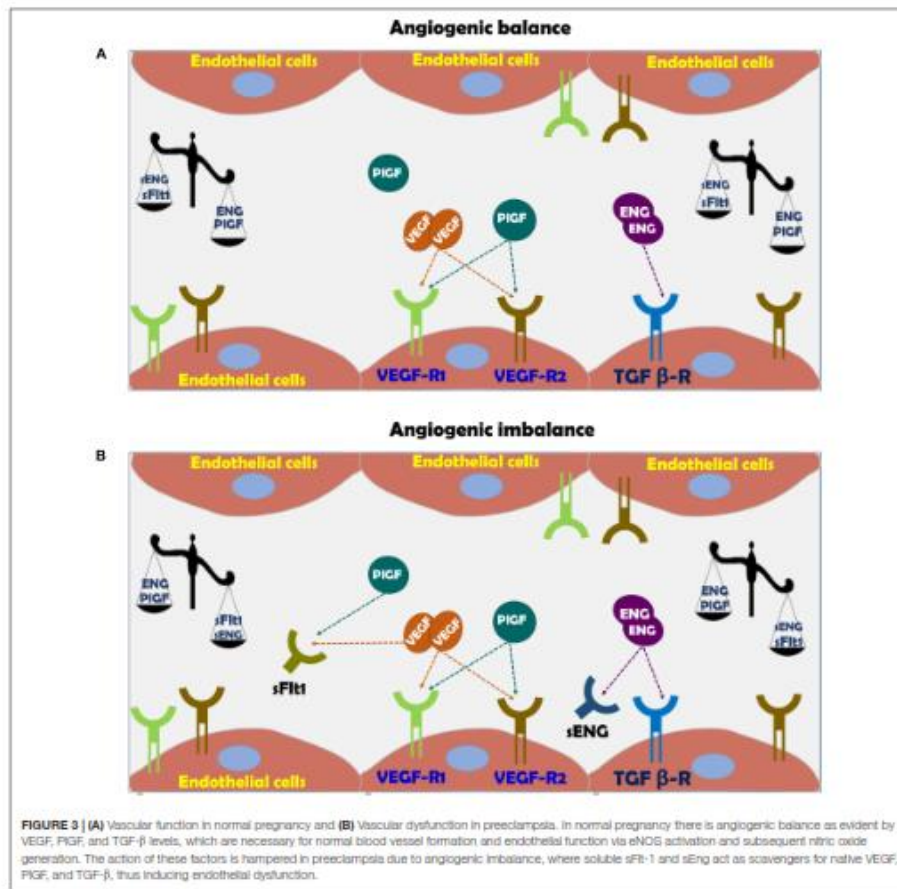 Angiogenic balance
A
Endothelial cells Endothelial cells Endothelial cells
sENG
sFlt1
ENG
PlGF
PlGF
VEGF VEGF
PlGF
ENG
ENG
sENG
sFlt1
ENG
PlGF
Endothelial cells
VEGF-R1 VEGF-R2 TGF β-R
Angiogenic imbalance
B
Endothelial cells Endothelial cells Endothelial cells
ENG
PlGF
sFlt1
sENG
PlGF
VEGF VEGF
PlGF
ENG
ENG
ENG
PlGF
sENG
sFlt1
sFlt1
sENG
Endothelial cells
VEGF-R1 VEGF-R2 TGF β-R
FIGURE 3 | (A) Vascular function in normal pregnancy and (B) Vascular dysfunction in preeclampsia. In normal pregnancy there is angiogenic balance as evident by
VEGF, PlGF, and TGF-β levels, which are necessary for normal blood vessel formation and endothelial function via eNOS activation and subsequent nitric oxide
generation. The action of these factors is hampered in preeclampsia due to angiogenic imbalance, where soluble sFlt-1 and sEng act as scavengers for native VEGF,
PlGF, and TGF-β, thus inducing endothelial dysfunction.